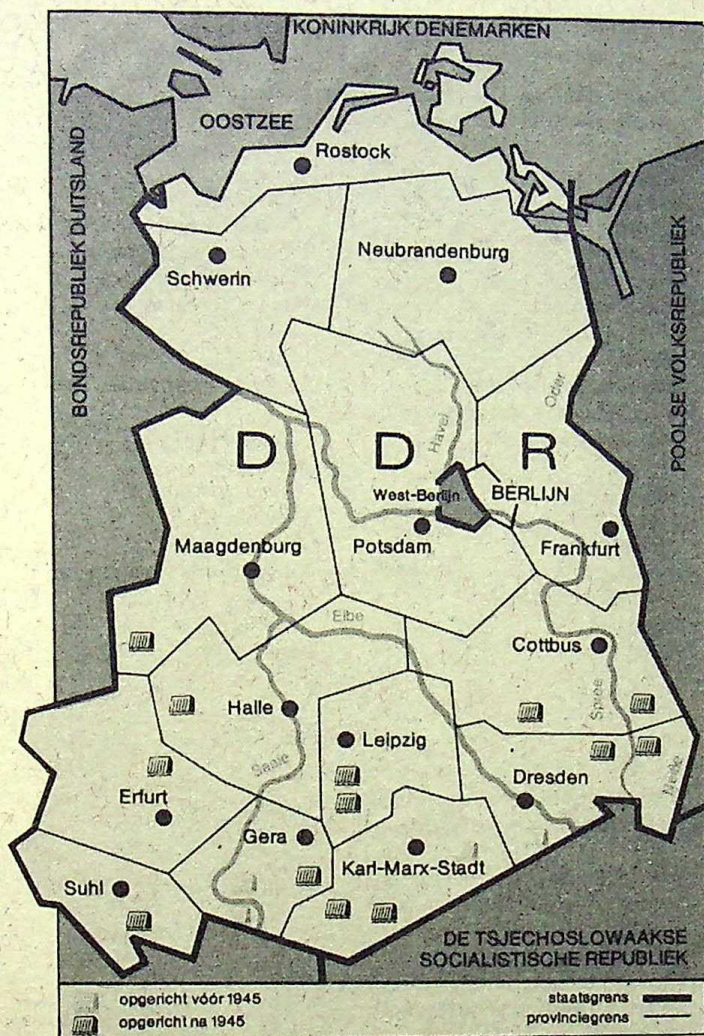 KONINKRIJK DENEMARKEN
OOSTZEE
Rostock
BONDSREPUBLIEK DUITSLAND
POOLSE VOLKSREPUBLIEK
Neubrandenburg
Schwerin
Oder
Havel
D D R
West-Berlijn
BERLIJN
Maagdenburg
Potsdam
Frankfurt
Elbe
Cottbus
Spree
Halle
Leipzig
Saale
Neiße
Dresden
Erfurt
Gera
Karl-Marx-Stadt
Suhl
DE TSJECHOSLOWAAKSE
SOCIALISTISCHE REPUBLIEK
opgericht vóór 1945
staatsgrens
opgericht na 1945
provinciegrens